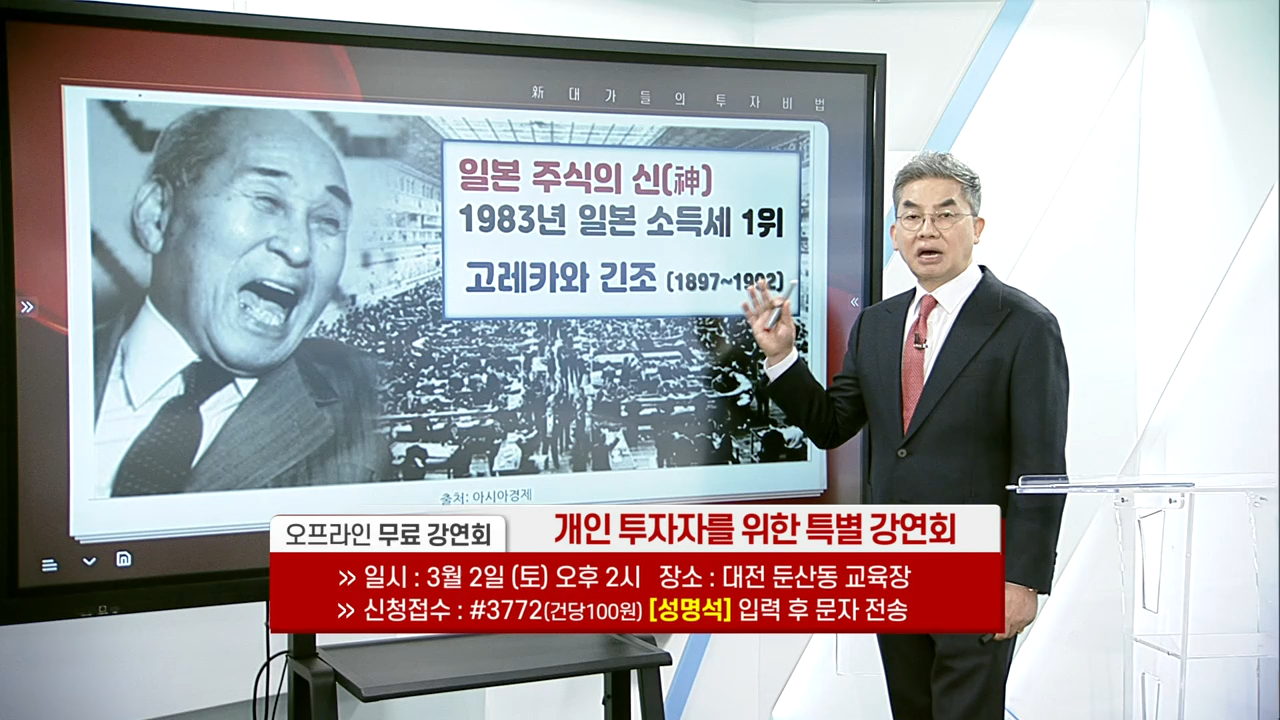 新 대가들의 투자비법
일본 주식의 신(神)
1983년 일본 소득세 1위
고레카와 긴조 (1897~1992)
출처: 아시아경제
오프라인 무료 강연회
개인 투자자를 위한 특별 강연회
>> 일시 : 3월 2일 (토) 오후 2시 장소 : 대전 둔산동 교육장
>> 신청접수 : #3772(건당100원) [성명석] 입력 후 문자 전송